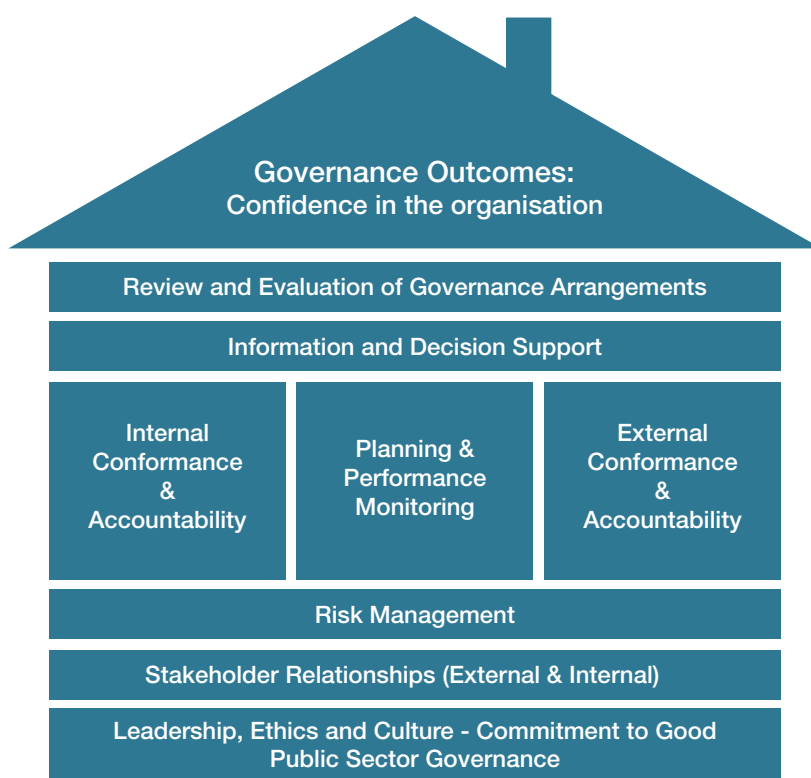 Governance Outcomes:
Confidence in the organisation
Review and Evaluation of Governance Arrangements
Information and Decision Support
Internal
Conformance
&
Accountability
Planning &
Performance
Monitoring
External
Conformance
&
Accountability
Risk Management
Stakeholder Relationships (External & Internal)
Leadership, Ethics and Culture - Commitment to Good
Public Sector Governance